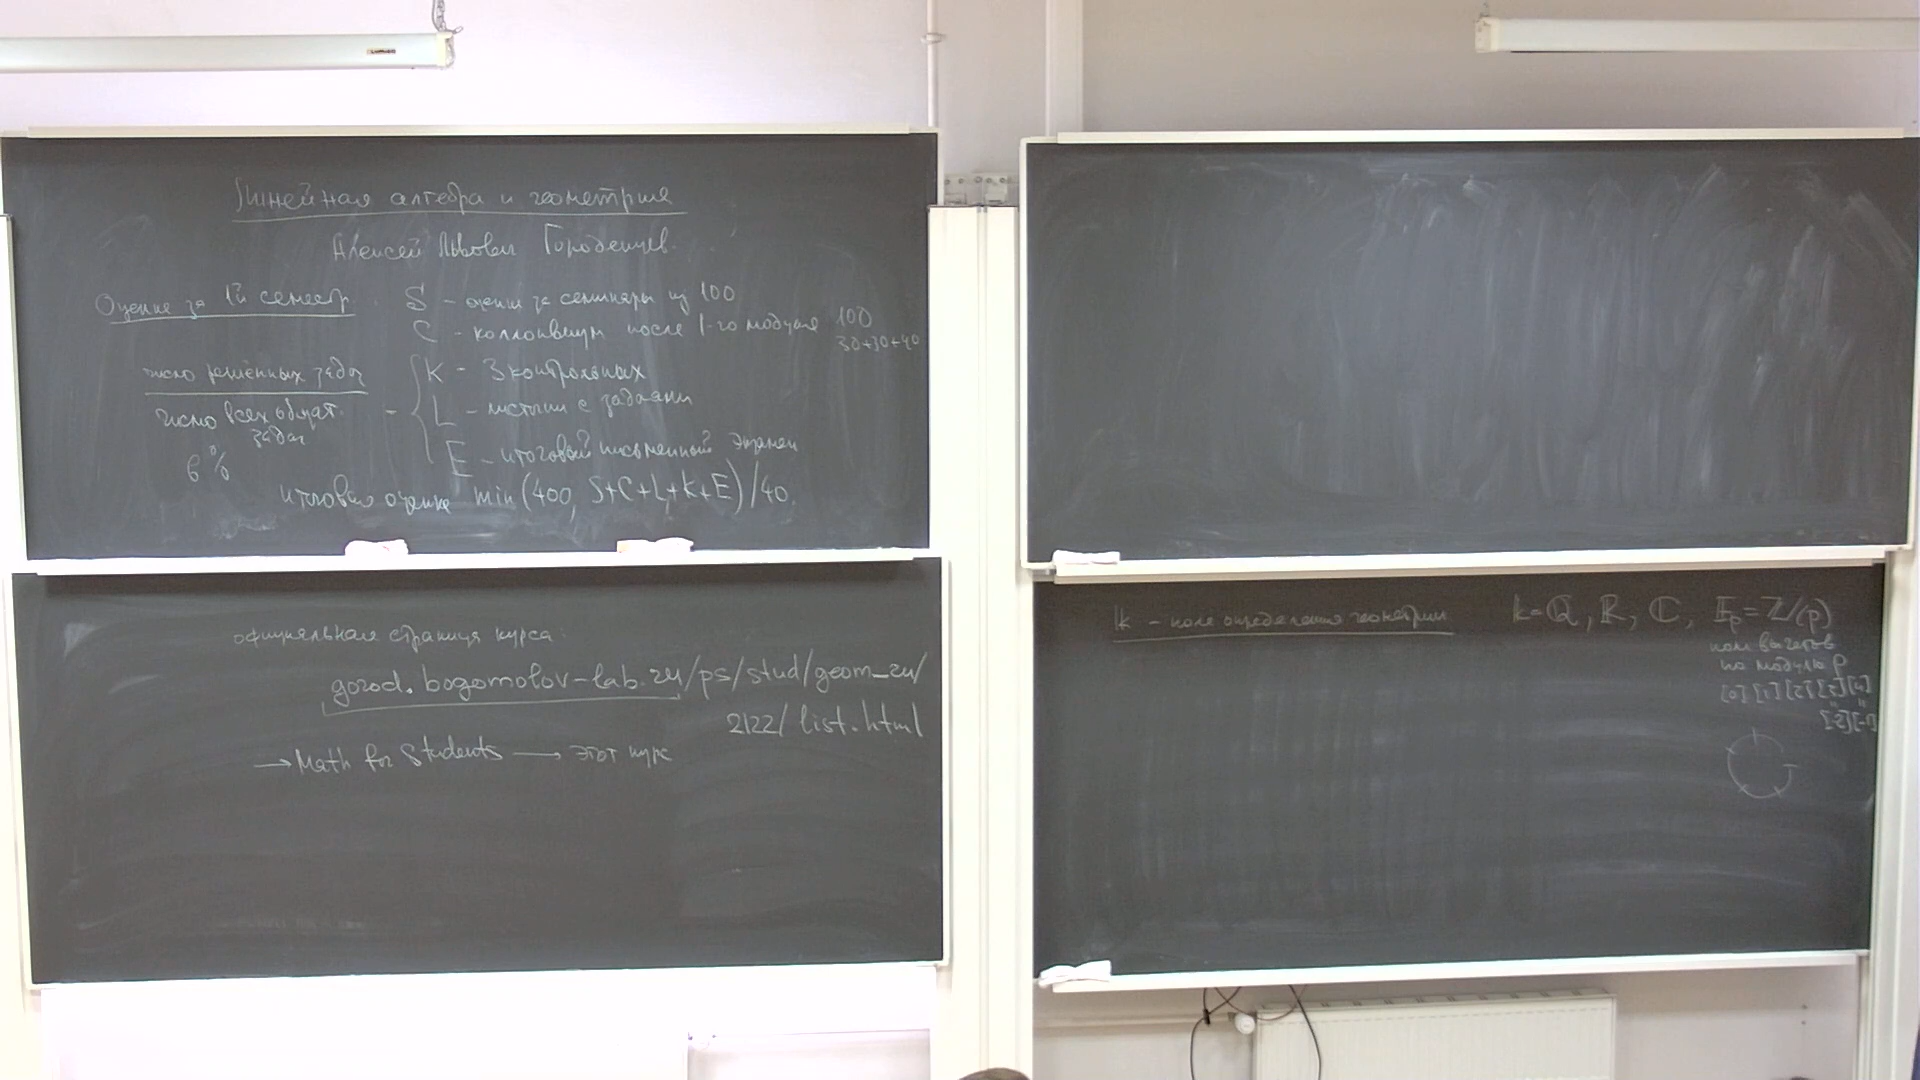 Линейная алгебра и геометрия
Алексей Львович Городенцев.
Оценка за 1й семестр. S - оценка за семинары из 100
C - коллоквиум после 1-го модуля 100
30+30+40
число решённых задач
число всех обязат. задач
в %
K - 3 контрольных
L - листочки с задачами
E - итоговый письменный экзамен
итоговая оценка min(400, S+C+L+K+E)/40.
официальная страница курса:
gorod.bogomolov-lab.ru/ps/stud/geom_ru/
2122/list.html
→ Math for Students → этот курс
𝕜 - поле определения геометрии 𝕜=ℚ, ℝ, ℂ, 𝔽p = ℤ/(p)
поле вычетов
по модулю p
[0] [1] [2] [3] [4]
[-2] [-1]